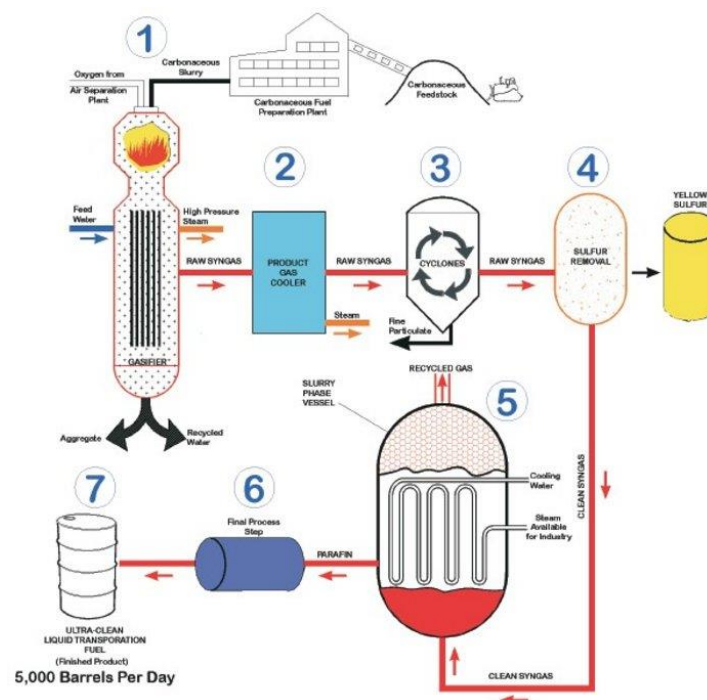 1
Oxygen from
Air Separation
Plant
Carbonaceous
Slurry
Carbonaceous Fuel
Preparation Plant
Carbonaceous
Feedstock
Feed
Water
High Pressure
Steam
GASIFIER
Aggregate
Recycled
Water
RAW SYNGAS
2
PRODUCT
GAS
COOLER
Steam
RAW SYNGAS
3
CYCLONES
Fine
Particulate
RAW SYNGAS
4
SULFUR
REMOVAL
YELLOW
SULFUR
CLEAN SYNGAS
CLEAN SYNGAS
5
RECYCLED GAS
SLURRY
PHASE
VESSEL
Cooling
Water
Steam
Available
for Industry
PARAFIN
6
Final Process
Step
7
ULTRA-CLEAN
LIQUID TRANSPORATION
FUEL
(Finished Product)
5,000 Barrels Per Day